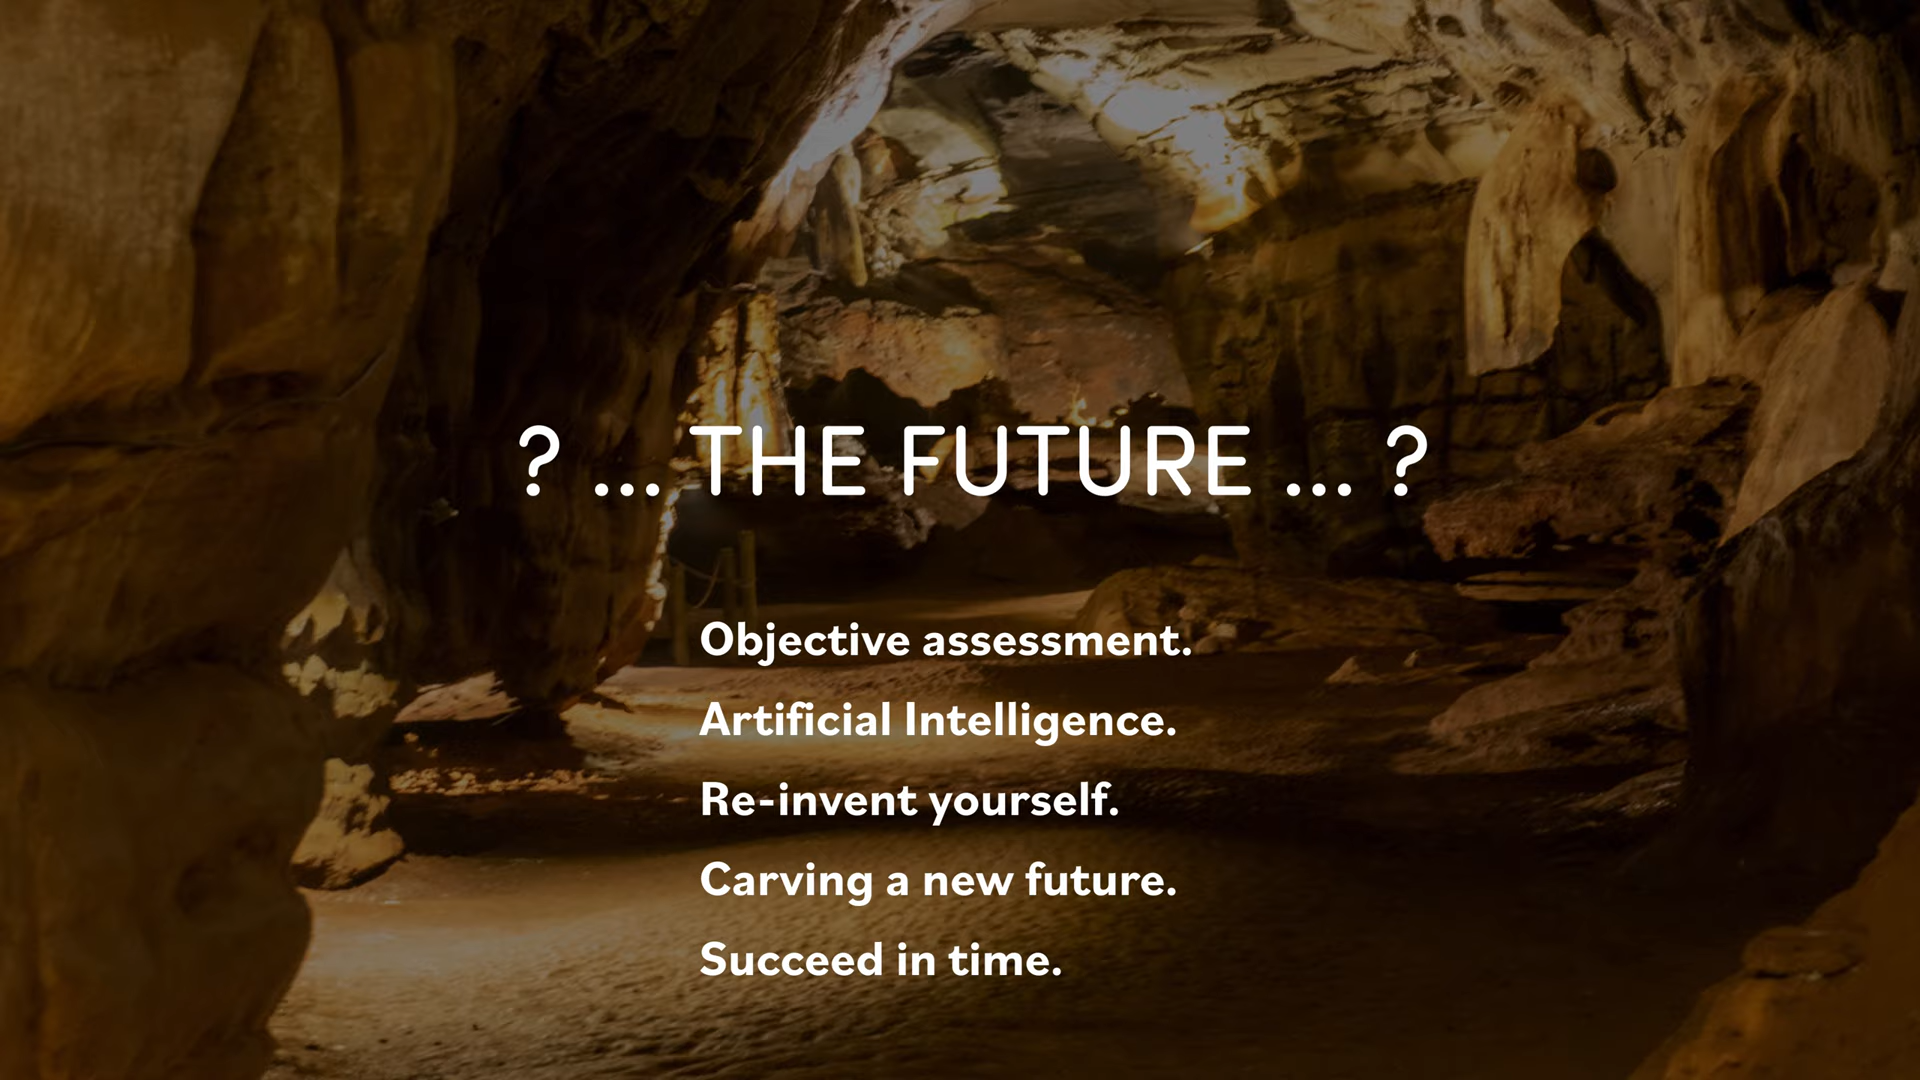 ? ... THE FUTURE ... ?
Objective assessment.
Artificial Intelligence.
Re-invent yourself.
Carving a new future.
Succeed in time.